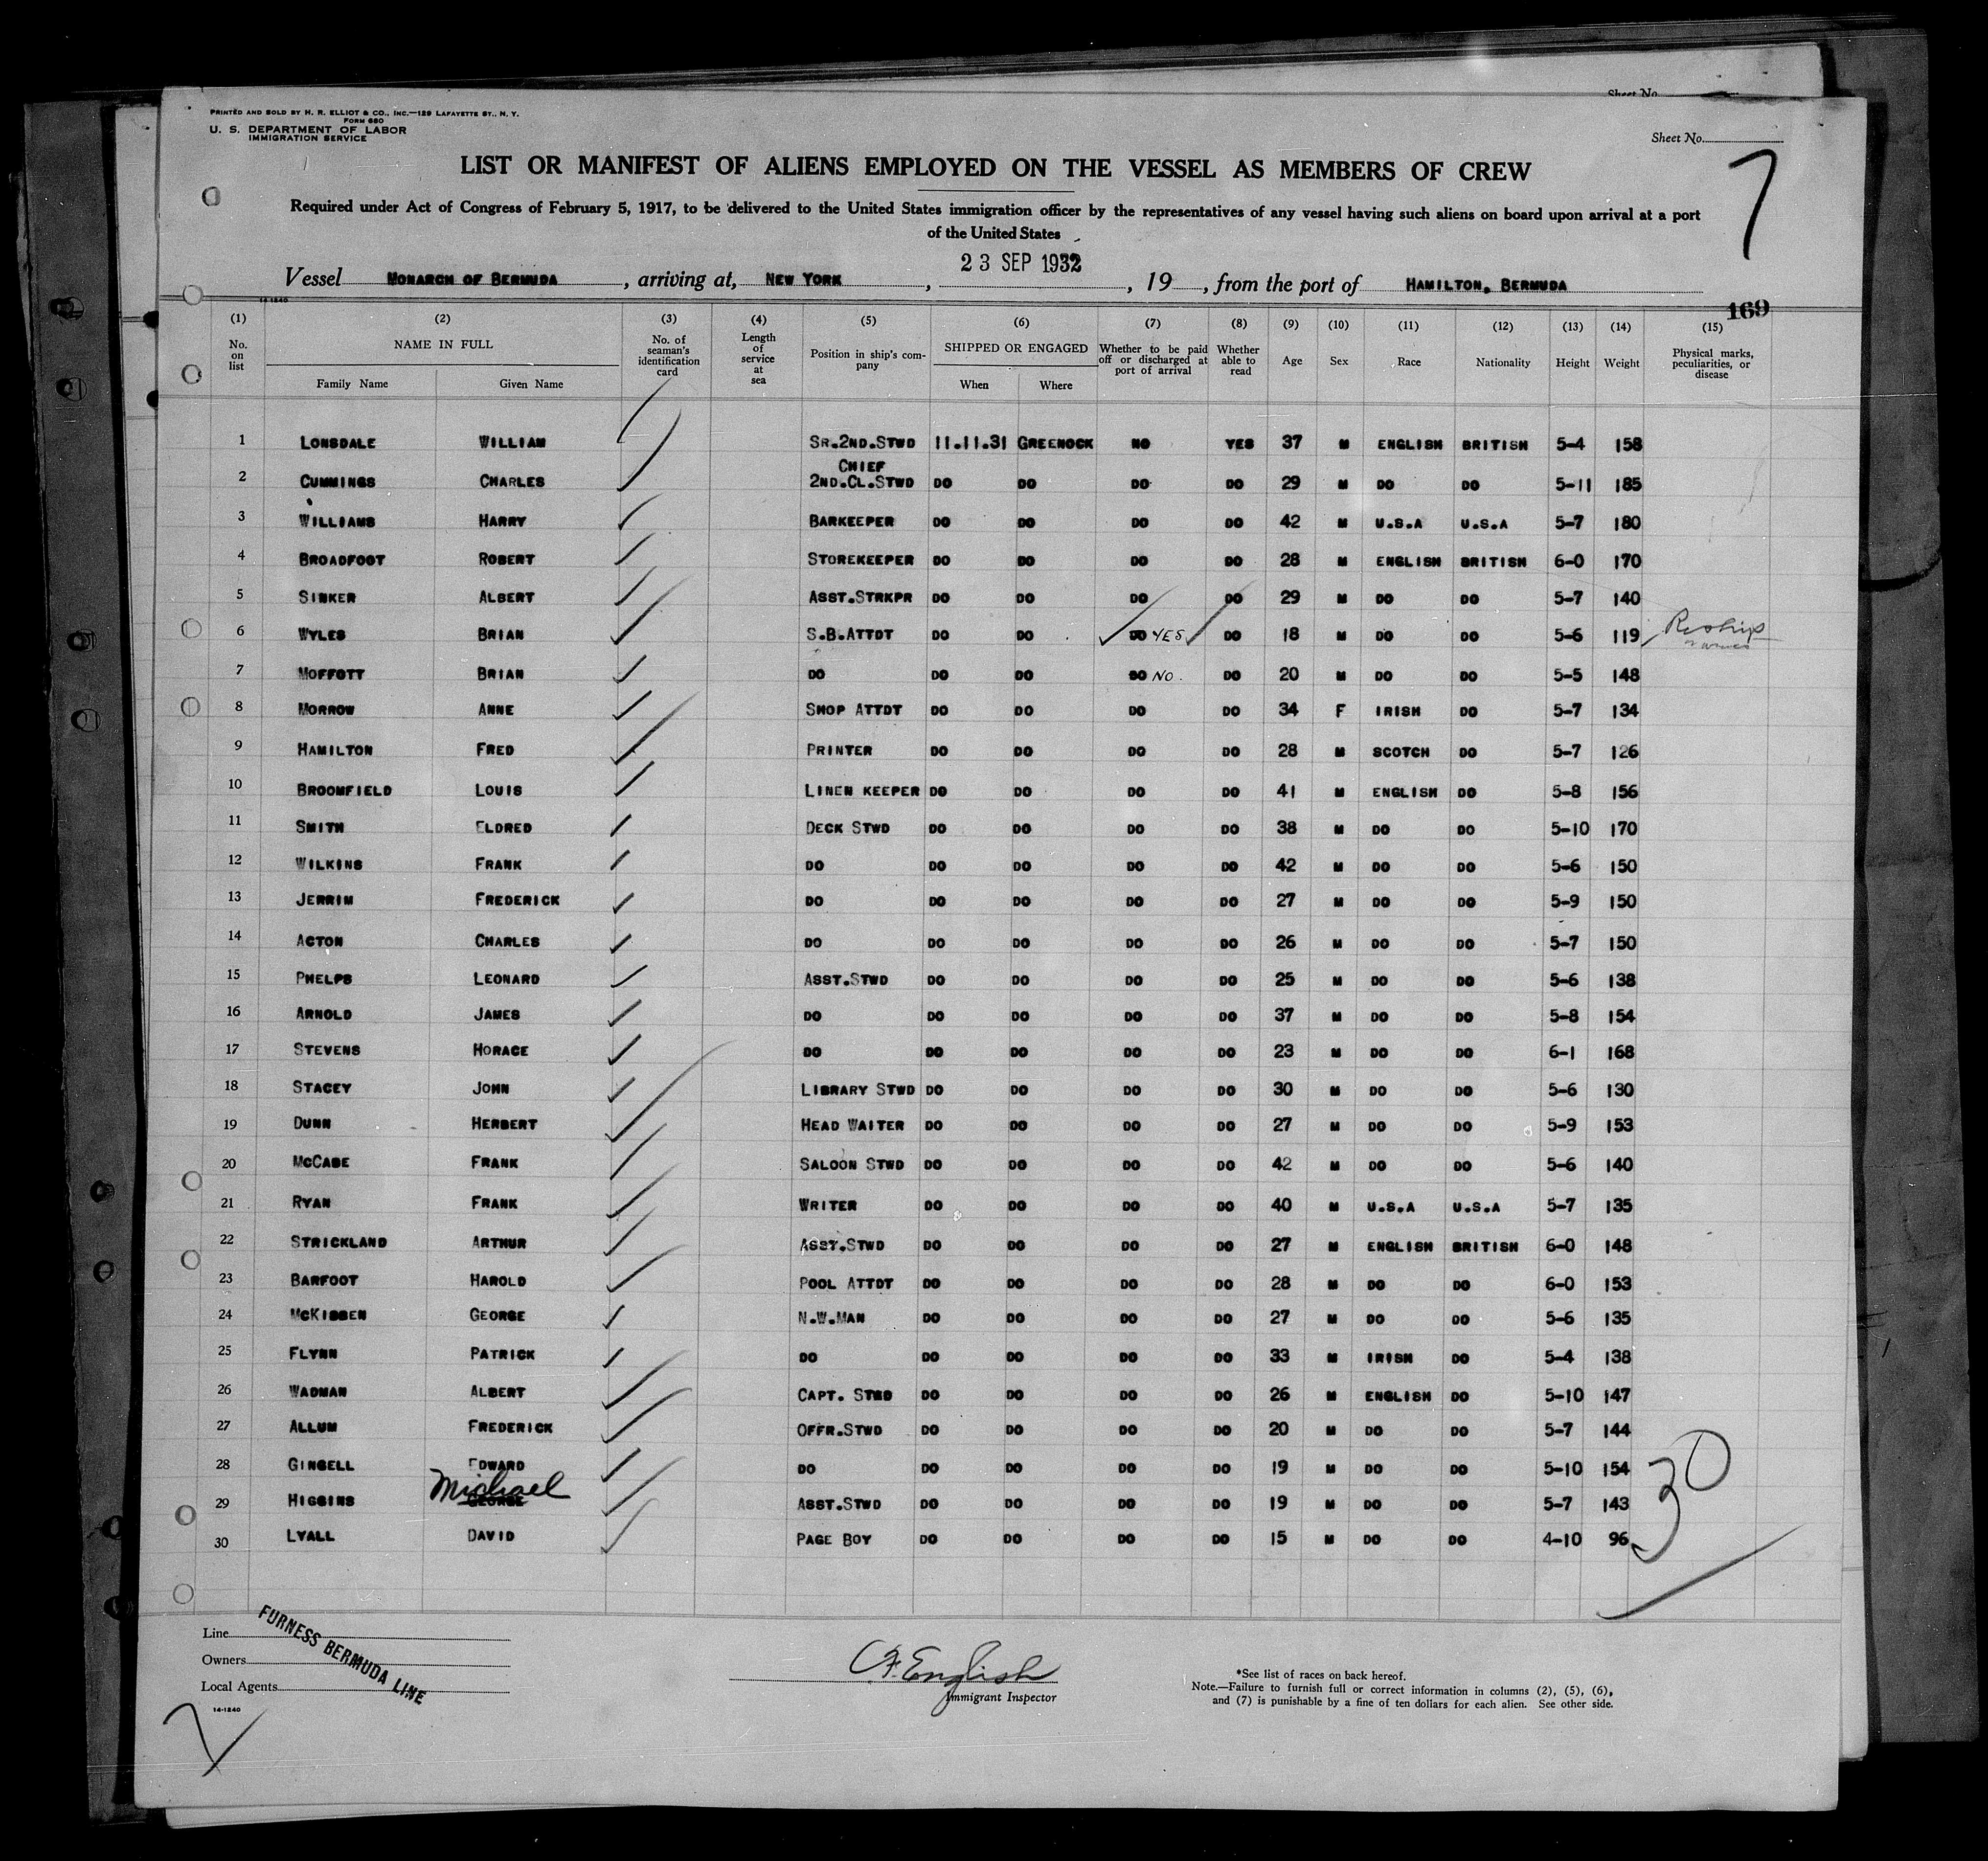 Sheet No.
PRINTED AND SOLD BY H. R. ELLIOT & CO., INC.—129 LAFAYETTE ST., N. Y.
FORM 680
U. S. DEPARTMENT OF LABOR
IMMIGRATION SERVICE
Sheet No.
7
LIST OR MANIFEST OF ALIENS EMPLOYED ON THE VESSEL AS MEMBERS OF CREW
Required under Act of Congress of February 5, 1917, to be delivered to the United States immigration officer by the representatives of any vessel having such aliens on board upon arrival at a port
of the United States
23 SEP 1932
Vessel MONARCH OF BERMUDA, arriving at, NEW YORK, , 19 , from the port of HAMILTON, BERMUDA
14-1240
169
(1) (2) (3) (4) (5) (6) (7) (8) (9) (10) (11) (12) (13) (14) (15)
No. on list NAME IN FULL Family Name Given Name No. of seaman's identification card Length of service at sea Position in ship's company SHIPPED OR ENGAGED When Where Whether to be paid off or discharged at port of arrival Whether able to read Age Sex Race Nationality Height Weight Physical marks, peculiarities, or disease
1 LONSDALE WILLIAM SR.2ND.STWD 11.11.31 GREENOCK NO YES 37 M ENGLISH BRITISH 5-4 158
2 CUMMINGS CHARLES CHIEF 2ND.CL.STWD DO DO DO DO 29 M DO DO 5-11 185
3 WILLIAMS HARRY BARKEEPER DO DO DO DO 42 M U.S.A U.S.A 5-7 180
4 BROADFOOT ROBERT STOREKEEPER DO DO DO DO 28 M ENGLISH BRITISH 6-0 170
5 SINKER ALBERT ASST.STRKPR DO DO DO DO 29 M DO DO 5-7 140
6 WYLES BRIAN S.B.ATTDT DO DO DO YES DO 18 M DO DO 5-6 119 Reship
7 MOFFOTT BRIAN DO DO DO DO NO. DO 20 M DO DO 5-5 148
8 MORROW ANNE SHOP ATTDT DO DO DO DO 34 F IRISH DO 5-7 134
9 HAMILTON FRED PRINTER DO DO DO DO 28 M SCOTCH DO 5-7 126
10 BROOMFIELD LOUIS LINEN KEEPER DO DO DO DO 41 M ENGLISH DO 5-8 156
11 SMITH ELDRED DECK STWD DO DO DO DO 38 M DO DO 5-10 170
12 WILKINS FRANK DO DO DO DO DO 42 M DO DO 5-6 150
13 JERRIM FREDERICK DO DO DO DO DO 27 M DO DO 5-9 150
14 ACTON CHARLES DO DO DO DO DO 26 M DO DO 5-7 150
15 PHELPS LEONARD ASST.STWD DO DO DO DO 25 M DO DO 5-6 138
16 ARNOLD JAMES DO DO DO DO DO 37 M DO DO 5-8 154
17 STEVENS HORACE DO DO DO DO DO 23 M DO DO 6-1 168
18 STACEY JOHN LIBRARY STWD DO DO DO DO 30 M DO DO 5-6 130
19 DUNN HERBERT HEAD WAITER DO DO DO DO 27 M DO DO 5-9 153
20 MCCABE FRANK SALOON STWD DO DO DO DO 42 M DO DO 5-6 140
21 RYAN FRANK WRITER DO DO DO DO 40 M U.S.A U.S.A 5-7 135
22 STRICKLAND ARTHUR ASST.STWD DO DO DO DO 27 M ENGLISH BRITISH 6-0 148
23 BARFOOT HAROLD POOL ATTDT DO DO DO DO 28 M DO DO 6-0 153
24 MCKIBBEN GEORGE N.W.MAN DO DO DO DO 27 M DO DO 5-6 135
25 FLYNN PATRICK DO DO DO DO DO 33 M IRISH DO 5-4 138
26 WADMAN ALBERT CAPT. STWD DO DO DO DO 26 M ENGLISH DO 5-10 147
27 ALLUM FREDERICK OFFR.STWD DO DO DO DO 20 M DO DO 5-7 144
28 GINGELL EDWARD DO DO DO DO DO 19 M DO DO 5-10 154
29 HIGGINS Michael GEORGE ASST.STWD DO DO DO DO 19 M DO DO 5-7 143
30 LYALL DAVID PAGE BOY DO DO DO DO 15 M DO DO 4-10 96
30
Line
Owners
Local Agents
FURNESS BERMUDA LINE
14-1240
English
Immigrant Inspector
*See list of races on back hereof.
Note.—Failure to furnish full or correct information in columns (2), (5), (6),
and (7) is punishable by a fine of ten dollars for each alien. See other side.